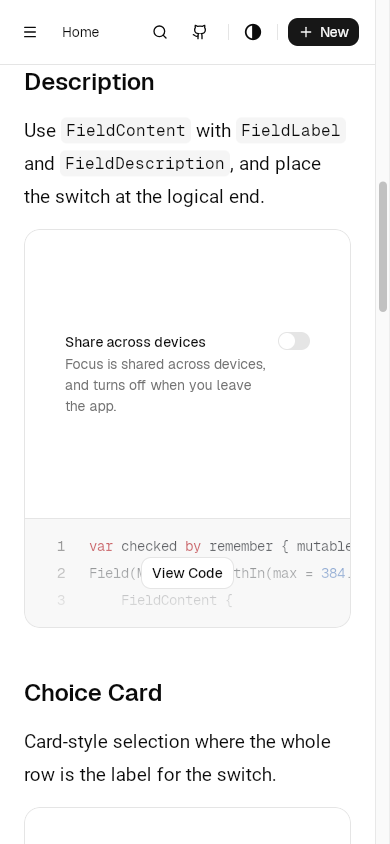 Home
New
Description
Use FieldContent with FieldLabel
and FieldDescription, and place
the switch at the logical end.
Share across devices
Focus is shared across devices,
and turns off when you leave
the app.
1 var checked by remember { mutable
2 Field(
thIn(max = 384.
View Code
3 FieldContent {
Choice Card
Card-style selection where the whole
row is the label for the switch.